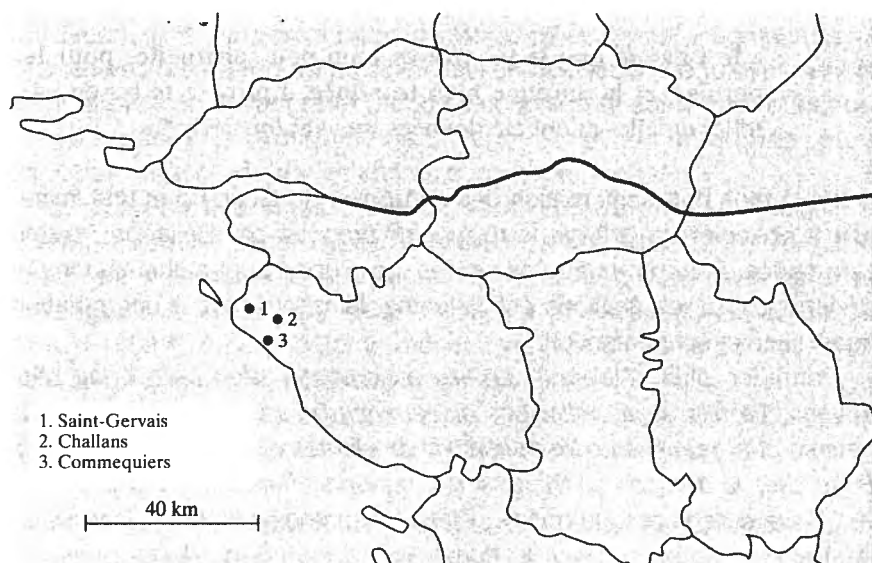 1
2
3
1. Saint-Gervais
2. Challans
3. Commequiers
40 km